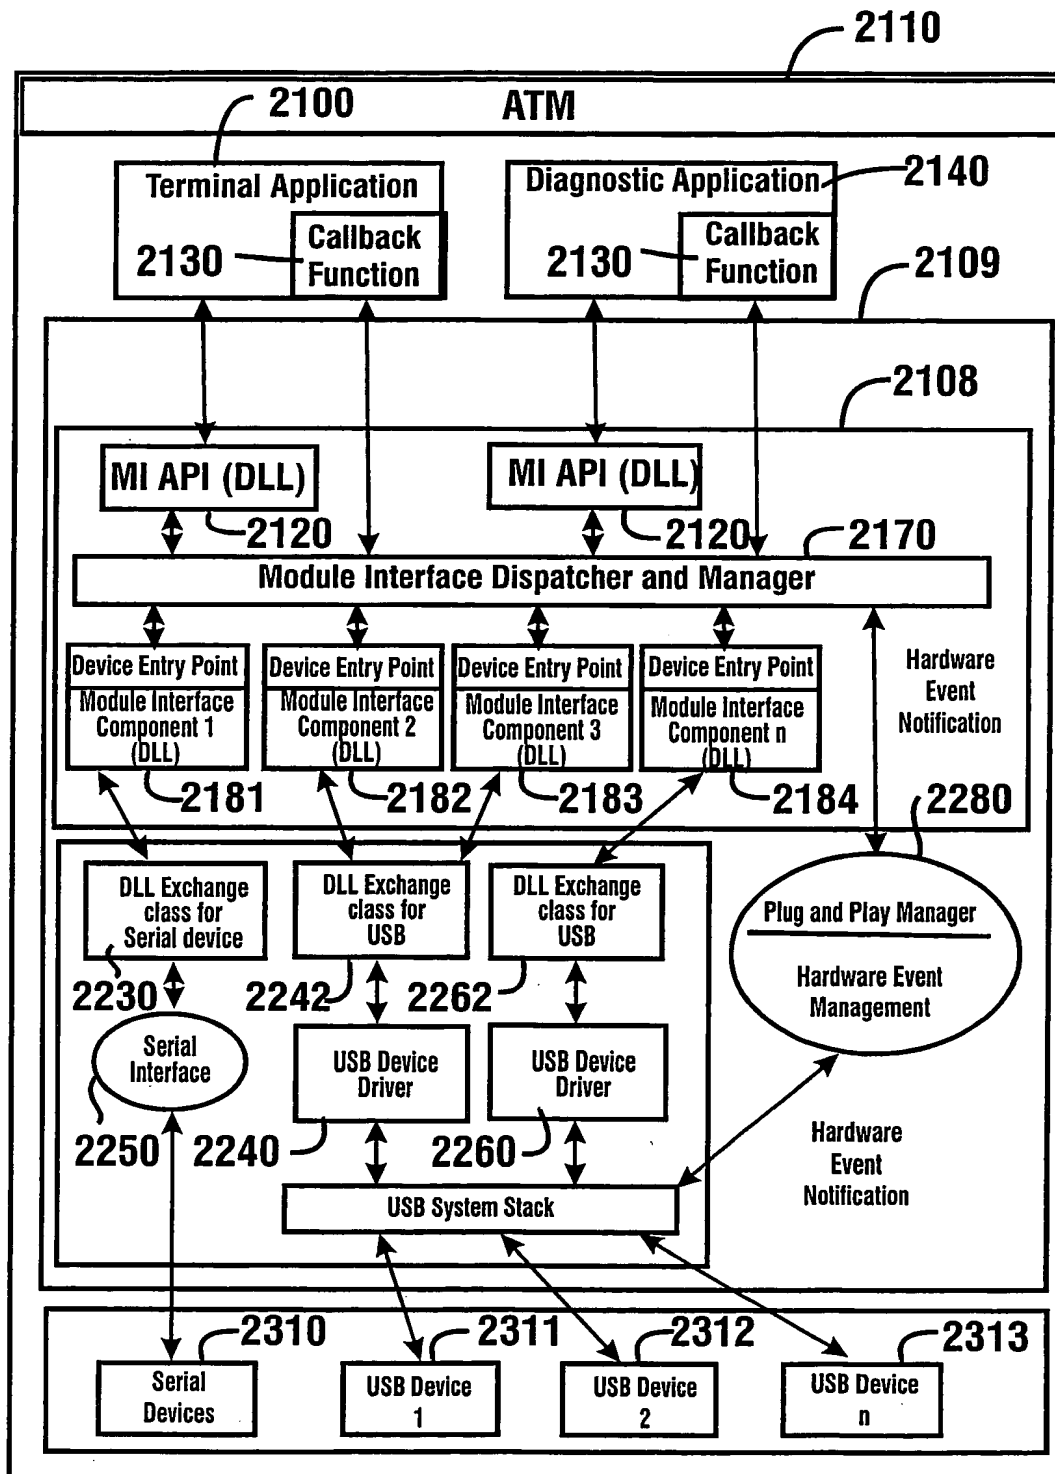 2110
ATM
2100
Terminal Application
Callback
Function
2130
Diagnostic Application
2140
Callback
Function
2130
2109
2108
MI API (DLL)
2120
MI API (DLL)
2120
2170
Module Interface Dispatcher and Manager
Device Entry Point
Module Interface
Component 1
(DLL)
2181
Device Entry Point
Module Interface
Component 2
(DLL)
2182
Device Entry Point
Module Interface
Component 3
(DLL)
2183
Device Entry Point
Module Interface
Component n
(DLL)
2184
Hardware
Event
Notification
2280
DLL Exchange
class for
Serial device
2230
DLL Exchange
class for
USB
2242
DLL Exchange
class for
USB
2262
Plug and Play Manager
Hardware Event
Management
Serial
Interface
2250
USB Device
Driver
2240
USB Device
Driver
2260
Hardware
Event
Notification
USB System Stack
2310
Serial
Devices
2311
USB Device
1
2312
USB Device
2
2313
USB Device
n